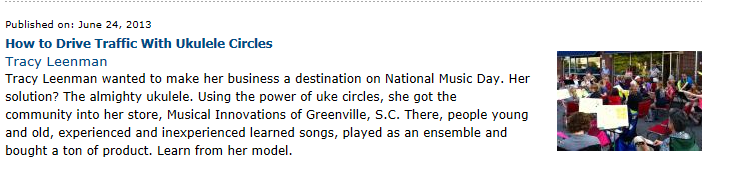 Published on: June 24, 2013
How to Drive Traffic With Ukulele Circles
Tracy Leenman
Tracy Leenman wanted to make her business a destination on National Music Day. Her
solution? The almighty ukulele. Using the power of uke circles, she got the
community into her store, Musical Innovations of Greenville, S.C. There, people young
and old, experienced and inexperienced learned songs, played as an ensemble and
bought a ton of product. Learn from her model.